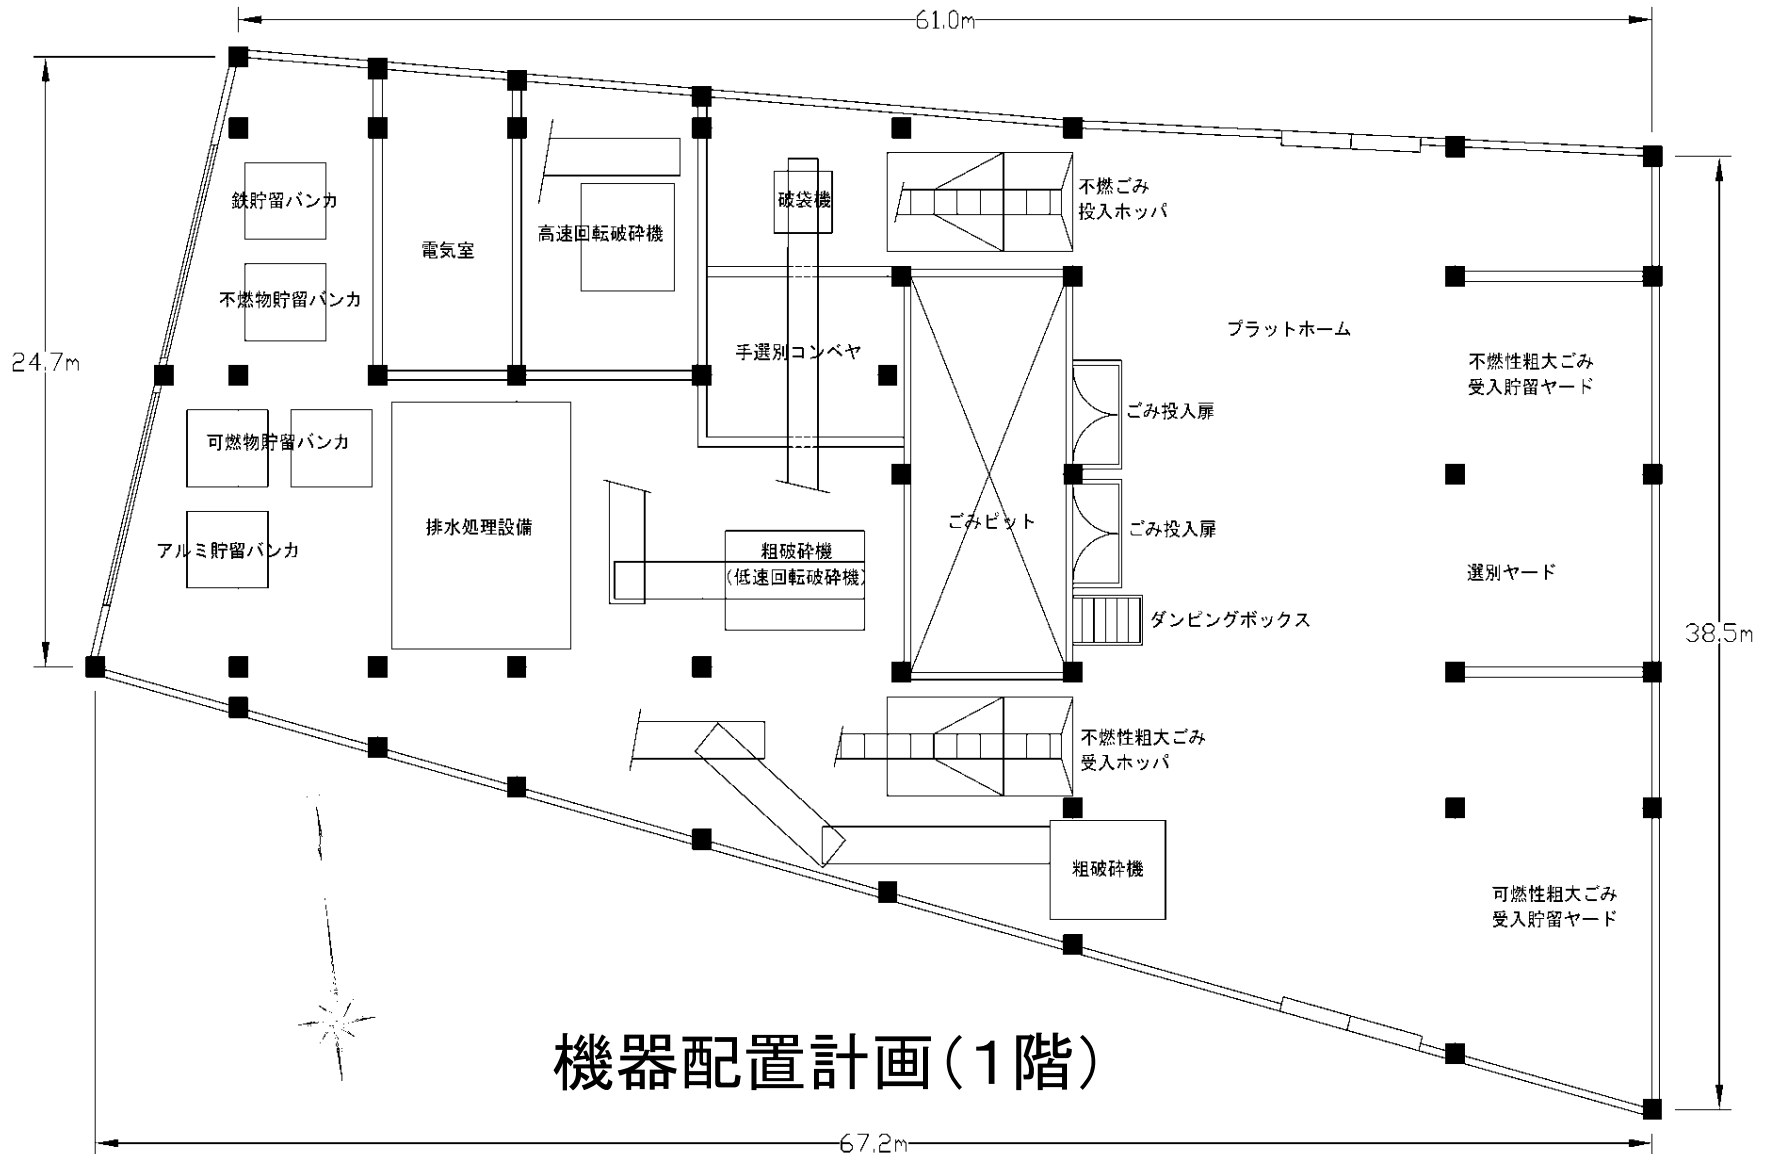 61.0m
24.7m
鉄貯留バンカ
電気室
高速回転破砕機
破袋機
不燃ごみ
投入ホッパ
不燃物貯留バンカ
手選別コンベヤ
プラットホーム
不燃性粗大ごみ
受入貯留ヤード
可燃物貯留バンカ
ごみ投入扉
アルミ貯留バンカ
排水処理設備
粗破砕機
(低速回転破砕機)
ごみピット
ごみ投入扉
選別ヤード
ダンピングボックス
38.5m
不燃性粗大ごみ
受入ホッパ
粗破砕機
可燃性粗大ごみ
受入貯留ヤード
機器配置計画(1階)
67.2m